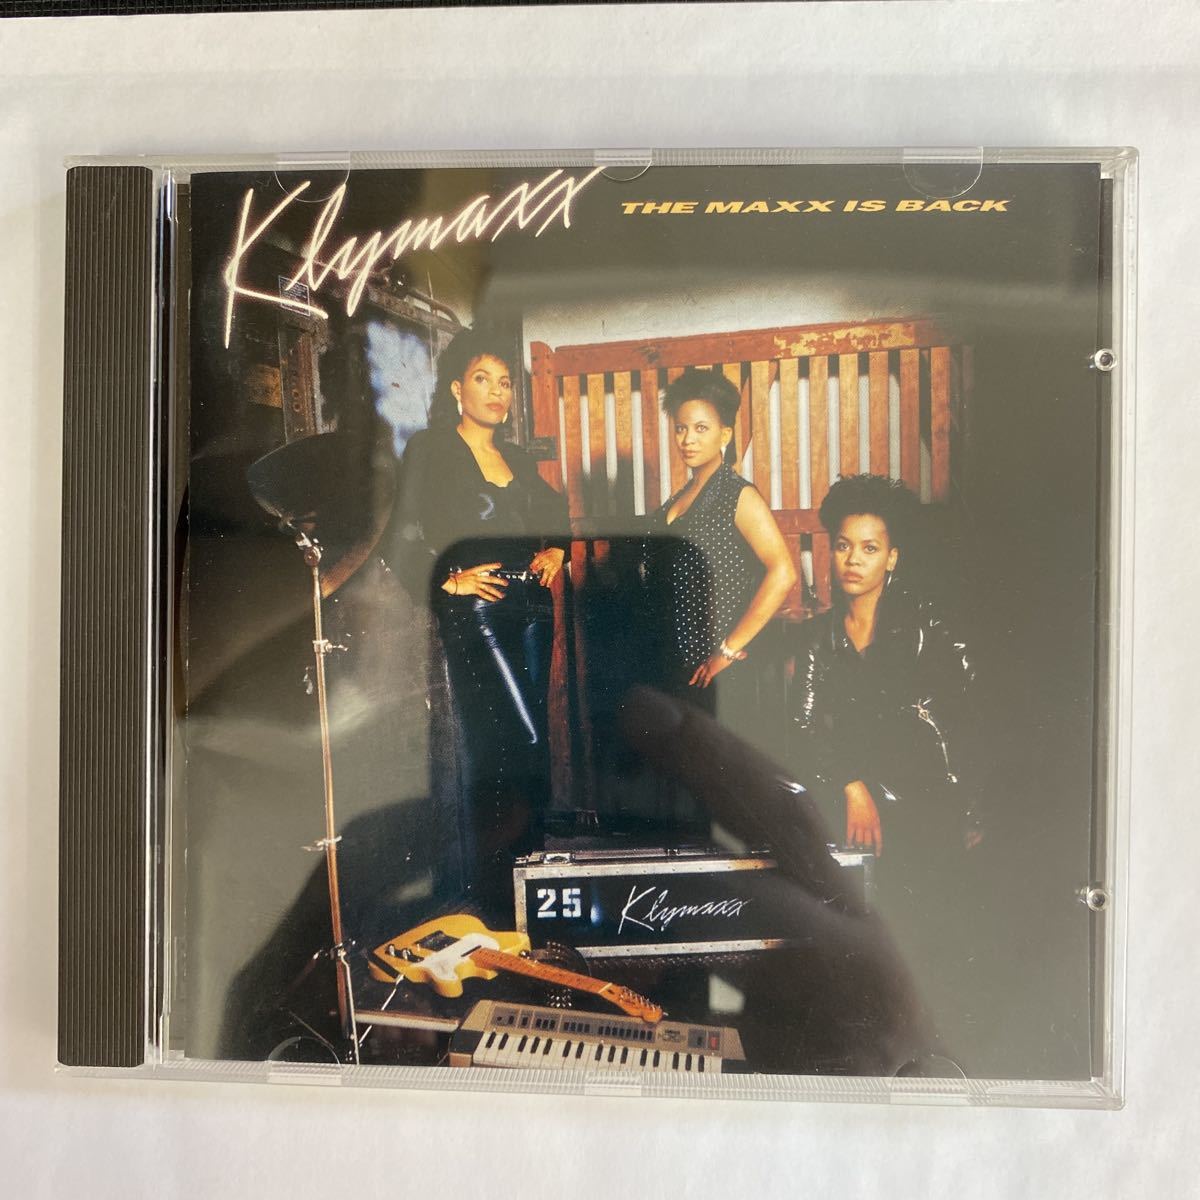 Klymaxx
THE MAXX IS BACK
25 Klymaxx